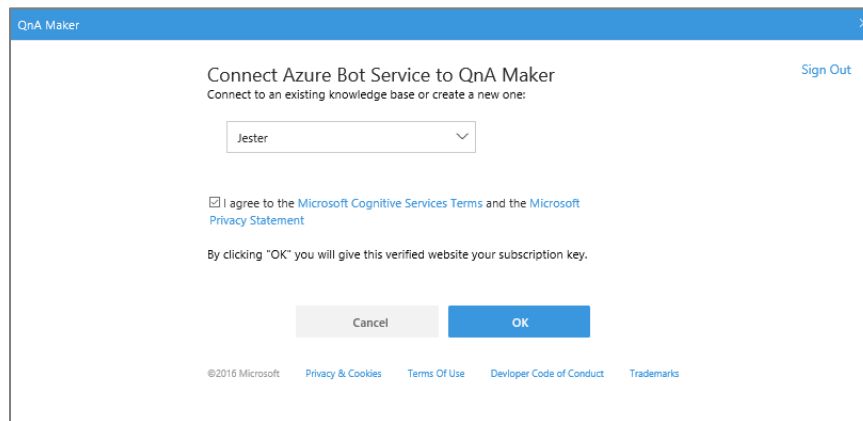 QnA Maker
Connect Azure Bot Service to QnA Maker
Sign Out
Connect to an existing knowledge base or create a new one:
Jester
I agree to the Microsoft Cognitive Services Terms and the Microsoft
Privacy Statement
By clicking "OK" you will give this verified website your subscription key.
Cancel OK
©2016 Microsoft Privacy & Cookies Terms Of Use Devloper Code of Conduct Trademarks